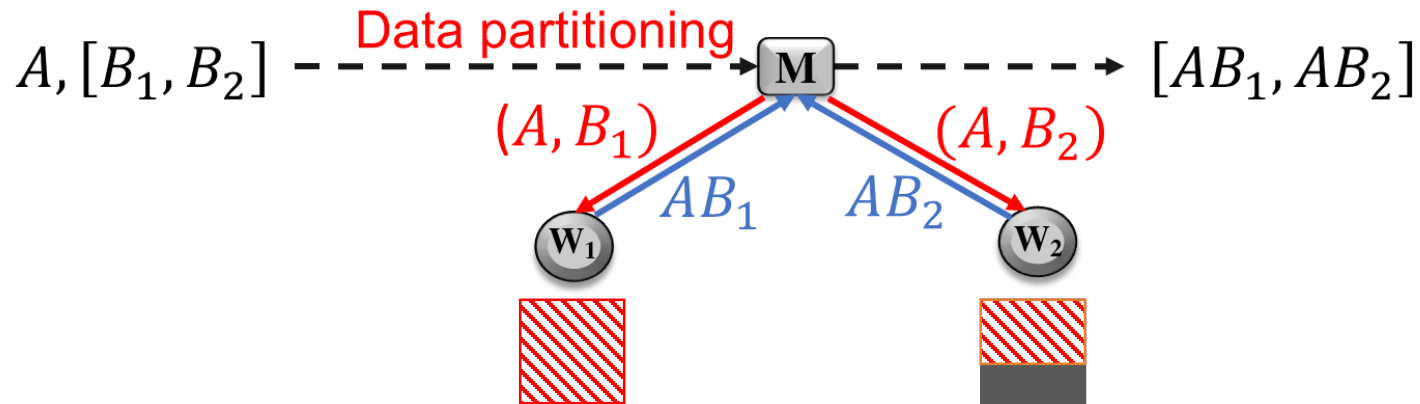 Data partitioning
A, [B₁, B₂] M [AB₁, AB₂]
(A, B₁) (A, B₂)
AB₁ AB₂
W₁ W₂